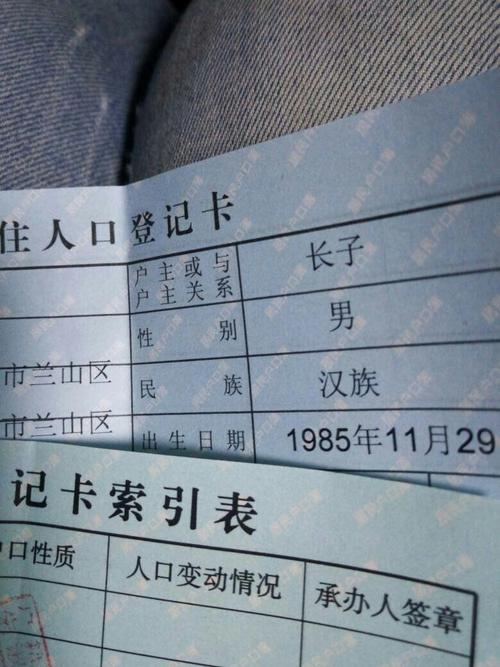 住人口登记卡
户主或与
户主关系
长子
性别
男
市兰山区
民族
汉族
市兰山区
出生日期
1985年11月29
记卡索引表
口性质
人口变动情况
承办人签章